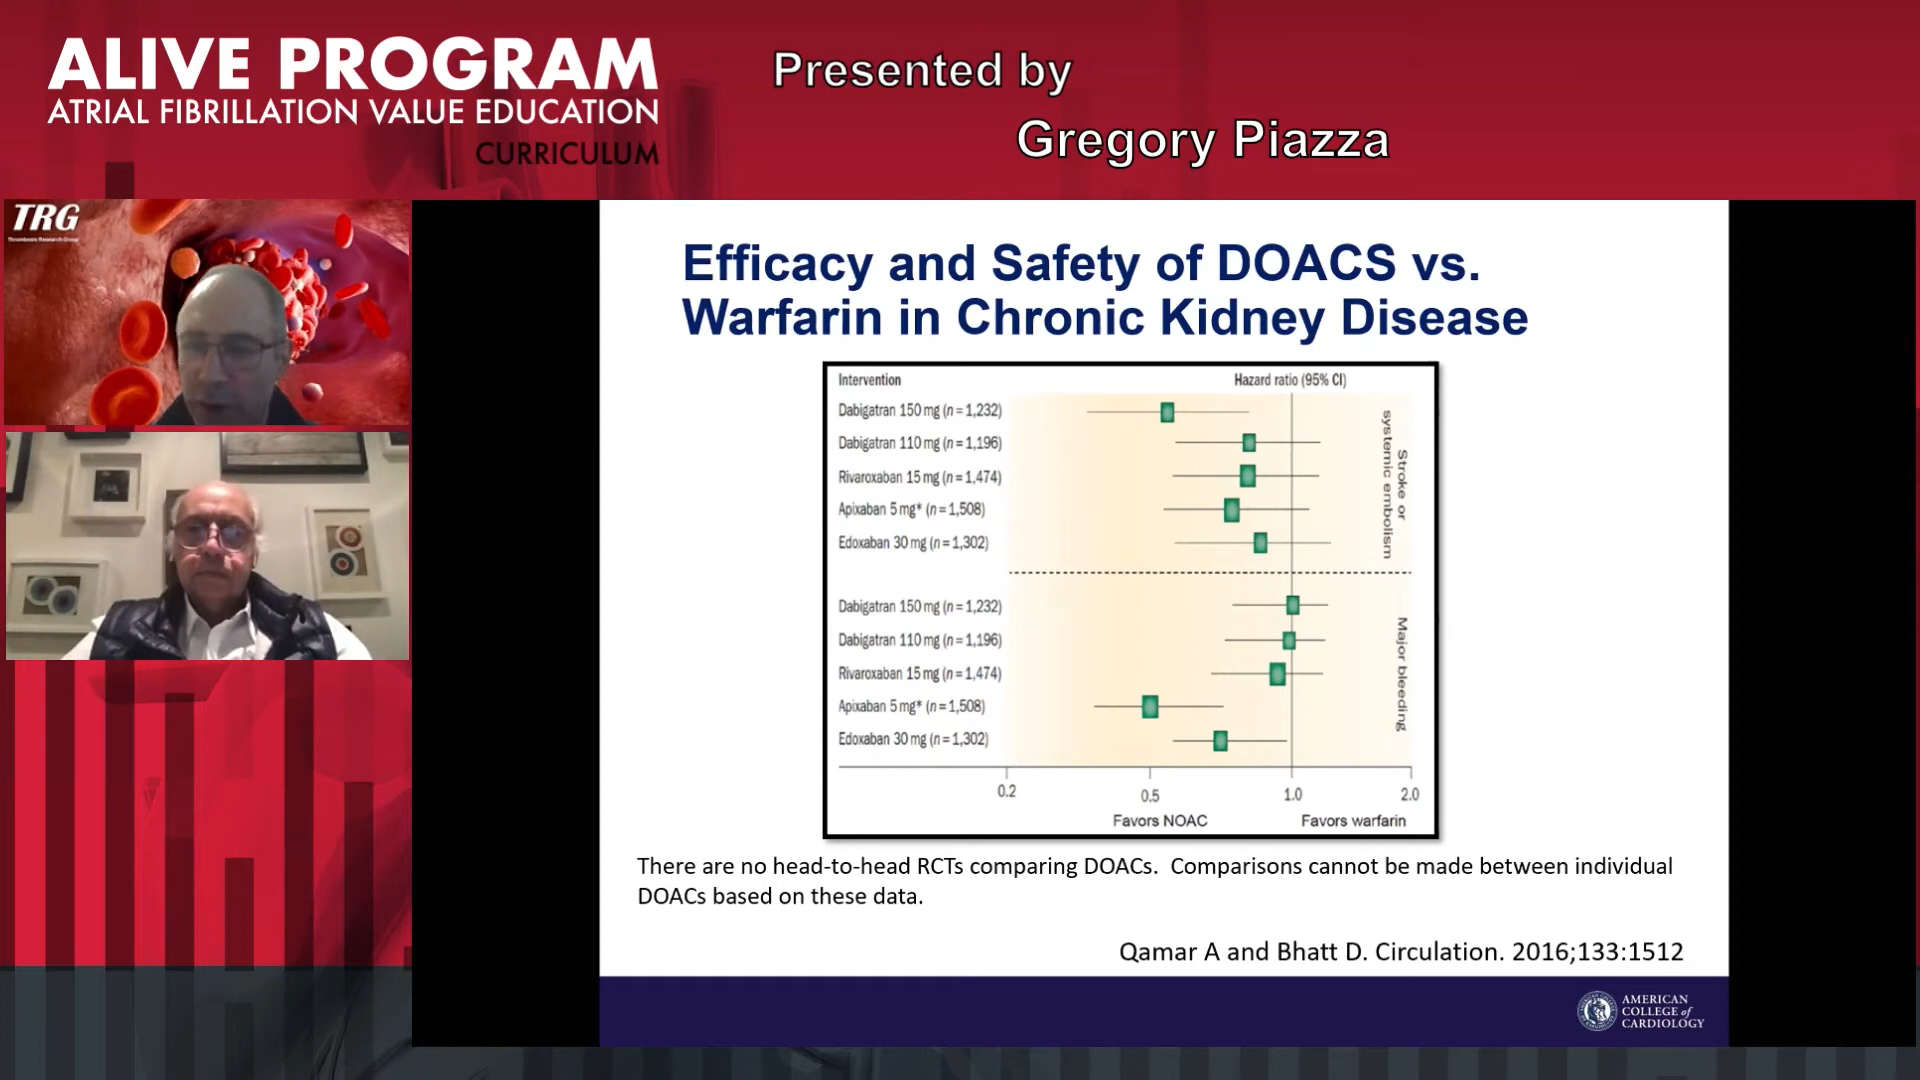 ALIVE PROGRAM
ATRIAL FIBRILLATION VALUE EDUCATION
CURRICULUM
Presented by
Gregory Piazza
TRG
Thrombosis Research Group
Efficacy and Safety of DOACS vs.
Warfarin in Chronic Kidney Disease
Intervention Hazard ratio (95% CI)
Dabigatran 150 mg (n = 1,232)
Dabigatran 110 mg (n = 1,196)
Rivaroxaban 15 mg (n = 1,474)
Apixaban 5 mg* (n = 1,508)
Edoxaban 30 mg (n = 1,302)
Stroke or
systemic embolism
Dabigatran 150 mg (n = 1,232)
Dabigatran 110 mg (n = 1,196)
Rivaroxaban 15 mg (n = 1,474)
Apixaban 5 mg* (n = 1,508)
Edoxaban 30 mg (n = 1,302)
Major bleeding
0.2 0.5 1.0 2.0
Favors NOAC Favors warfarin
There are no head-to-head RCTs comparing DOACs. Comparisons cannot be made between individual
DOACs based on these data.
Qamar A and Bhatt D. Circulation. 2016;133:1512
AMERICAN
COLLEGE of
CARDIOLOGY